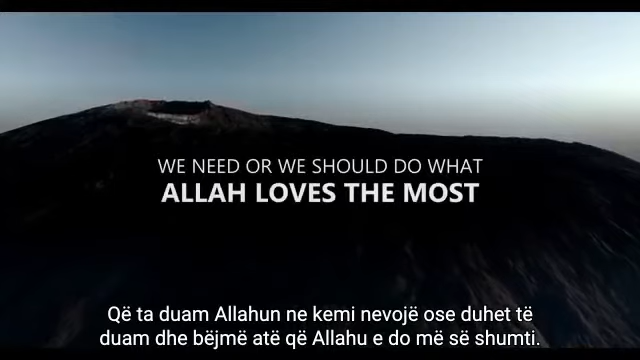 WE NEED OR WE SHOULD DO WHAT
ALLAH LOVES THE MOST
Që ta duam Allahun ne kemi nevojë ose duhet të
duam dhe bëjmë atë që Allahu e do më së shumti.